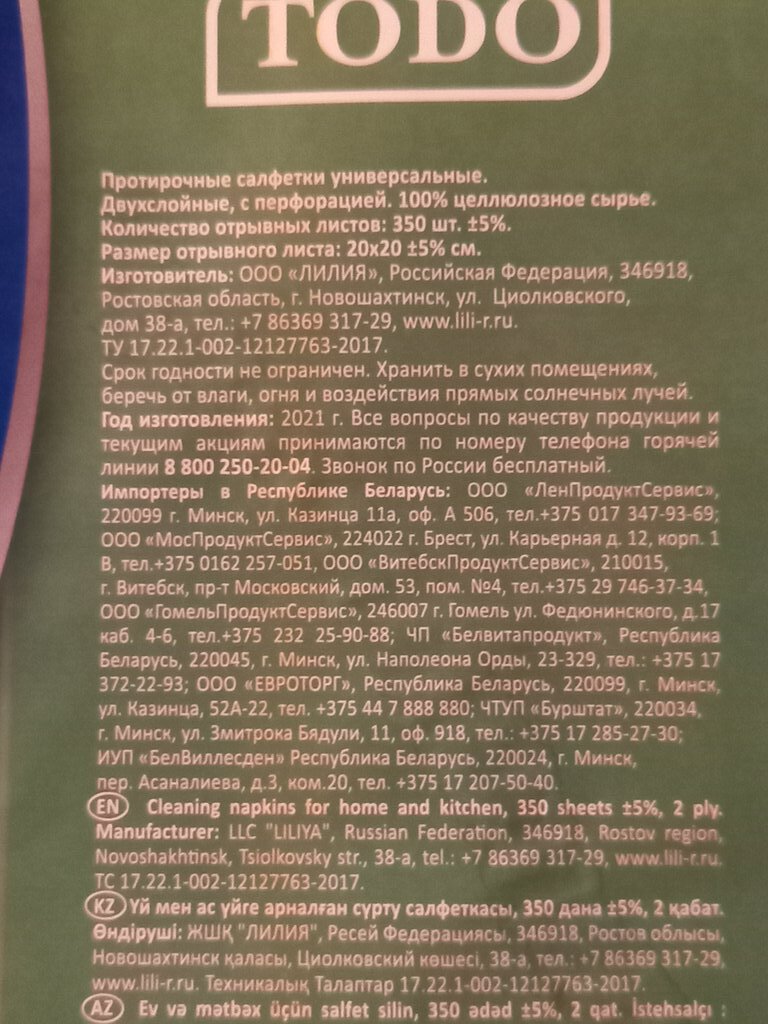 TODO
Протирочные салфетки универсальные.
Двухслойные, с перфорацией. 100% целлюлозное сырье.
Количество отрывных листов: 350 шт. ±5%.
Размер отрывного листа: 20х20 ±5% см.
Изготовитель: ООО «ЛИЛИЯ», Российская Федерация, 346918,
Ростовская область, г. Новошахтинск, ул. Циолковского,
дом 38-а, тел.: +7 86369 317-29, www.lili-r.ru.
ТУ 17.22.1-002-12127763-2017.
Срок годности не ограничен. Хранить в сухих помещениях,
беречь от влаги, огня и воздействия прямых солнечных лучей.
Год изготовления: 2021 г. Все вопросы по качеству продукции и
текущим акциям принимаются по номеру телефона горячей
линии 8 800 250-20-04. Звонок по России бесплатный.
Импортеры в Республике Беларусь: ООО «ЛенПродуктСервис»,
220099 г. Минск, ул. Казинца 11а, оф. А 506, тел.+375 017 347-93-69;
ООО «МосПродуктСервис», 224022 г. Брест, ул. Карьерная д. 12, корп. 1
В, тел.+375 0162 257-051, ООО «ВитебскПродуктСервис», 210015,
г. Витебск, пр-т Московский, дом. 53, пом. №4, тел.+375 29 746-37-34,
ООО «ГомельПродуктСервис», 246007 г. Гомель ул. Федюнинского, д.17
каб. 4-6, тел.+375 232 25-90-88; ЧП «Белвитапродукт», Республика
Беларусь, 220045, г. Минск, ул. Наполеона Орды, 23-329, тел.: +375 17
372-22-93; ООО «ЕВРОТОРГ», Республика Беларусь, 220099, г. Минск,
ул. Казинца, 52А-22, тел. +375 44 7 888 880; ЧТУП «Бурштат», 220034,
г. Минск, ул. Змитрока Бядули, 11, оф. 918, тел.: +375 17 285-27-30;
ИУП «БелВиллесден» Республика Беларусь, 220024, г. Минск,
пер. Асаналиева, д.3, ком.20, тел. +375 17 207-50-40.
EN Cleaning napkins for home and kitchen, 350 sheets ±5%, 2 ply.
Manufacturer: LLC "LILIYA", Russian Federation, 346918, Rostov region,
Novoshakhtinsk, Tsiolkovsky str., 38-a, tel.: +7 86369 317-29, www.lili-r.ru.
TC 17.22.1-002-12127763-2017.
KZ Үй мен ас үйге арналған сүрту салфеткасы, 350 дана ±5%, 2 қабат.
Өндіруші: ЖШҚ "ЛИЛИЯ", Ресей Федерациясы, 346918, Ростов облысы,
Новошахтинск қаласы, Циолковский көшесі, 38-а, тел.: +7 86369 317-29,
www.lili-r.ru. Техникалық Талаптар 17.22.1-002-12127763-2017.
AZ Ev və mətbəx üçün salfet silin, 350 ədəd ±5%, 2 qat. İstehsalçı :